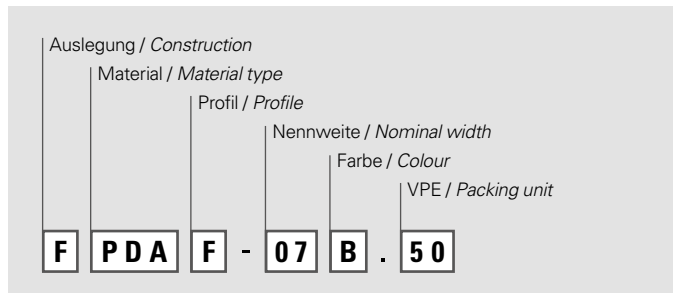 Auslegung / Construction
Material / Material type
Profil / Profile
Nennweite / Nominal width
Farbe / Colour
VPE / Packing unit
F PDA F - 07 B . 50